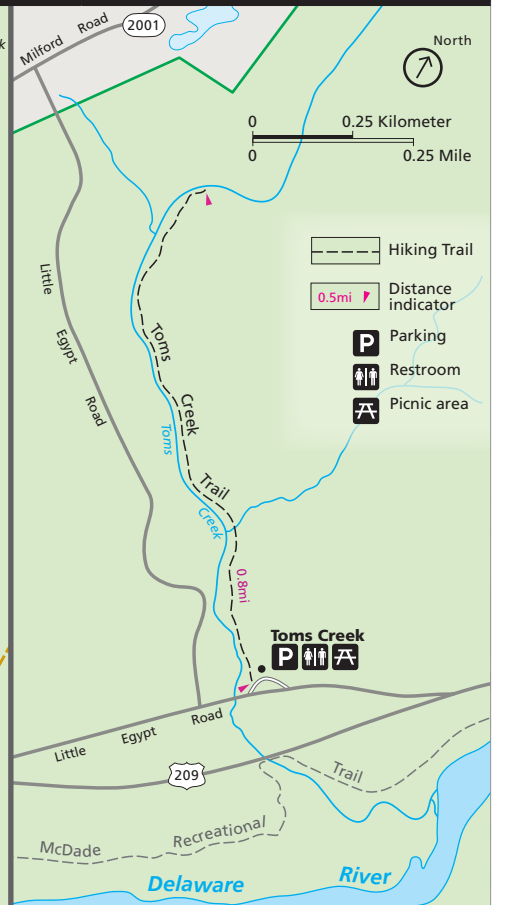 Milford Road
2001
North
0 0.25 Kilometer
0 0.25 Mile
Hiking Trail
0.5mi Distance
indicator
P Parking
Restroom
Picnic area
Little Egypt Road
Toms Creek Trail
Toms Creek
0.8mi
Toms Creek
P
Little Egypt Road
209
Trail
McDade Recreational
Delaware River